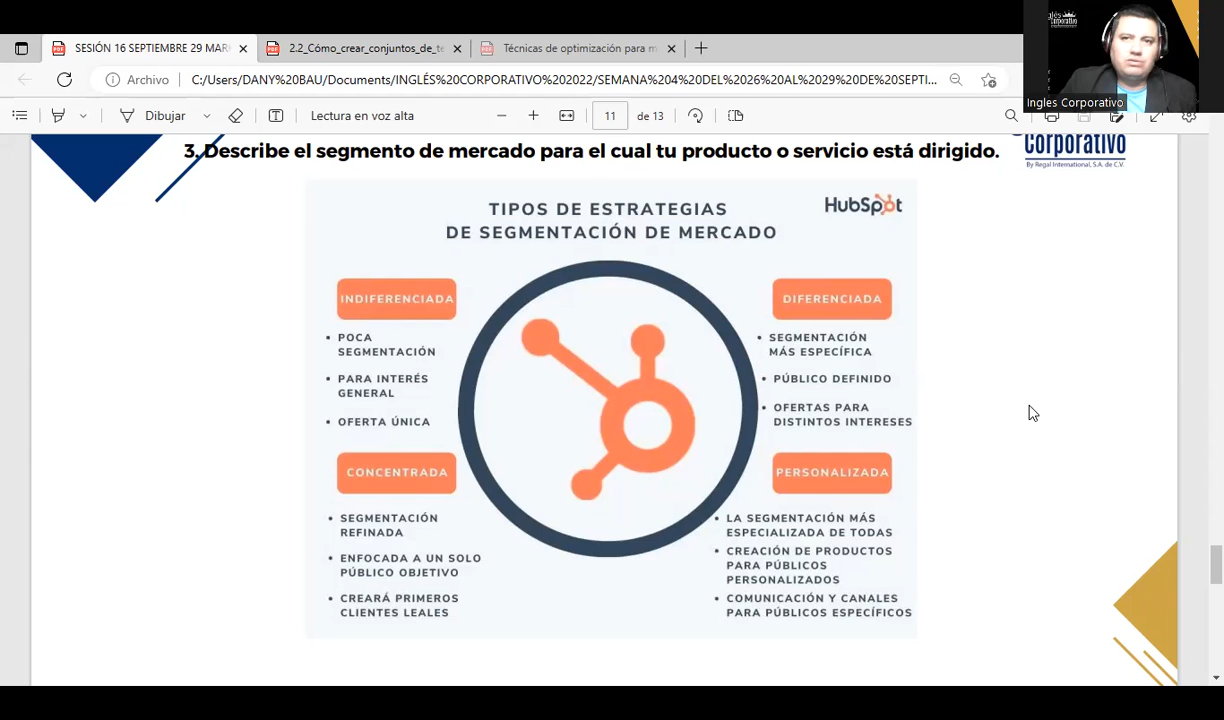 SESIÓN 16 SEPTIEMBRE 29 MAR
2.2_Cómo_crear_conjuntos_de_te
Técnicas de optimización para m
Archivo
C:/Users/DANY%20BAU/Documents/INGLÉS%20CORPORATIVO%202022/SEMANA%204%20DEL%2026%20AL%2029%20DE%20SEPTI...
Ingles Corporativo
Dibujar
Lectura en voz alta
11
de 13
3. Describe el segmento de mercado para el cual tu producto o servicio está dirigido.
Corporativo
By Regal International, S.A. de C.V.
TIPOS DE ESTRATEGIAS
DE SEGMENTACIÓN DE MERCADO
HubSpot
INDIFERENCIADA
• POCA
SEGMENTACIÓN
• PARA INTERÉS
GENERAL
• OFERTA ÚNICA
DIFERENCIADA
• SEGMENTACIÓN
MÁS ESPECÍFICA
• PÚBLICO DEFINIDO
• OFERTAS PARA
DISTINTOS INTERESES
CONCENTRADA
• SEGMENTACIÓN
REFINADA
• ENFOCADA A UN SOLO
PÚBLICO OBJETIVO
• CREARÁ PRIMEROS
CLIENTES LEALES
PERSONALIZADA
• LA SEGMENTACIÓN MÁS
ESPECIALIZADA DE TODAS
• CREACIÓN DE PRODUCTOS
PARA PÚBLICOS
PERSONALIZADOS
• COMUNICACIÓN Y CANALES
PARA PÚBLICOS ESPECÍFICOS